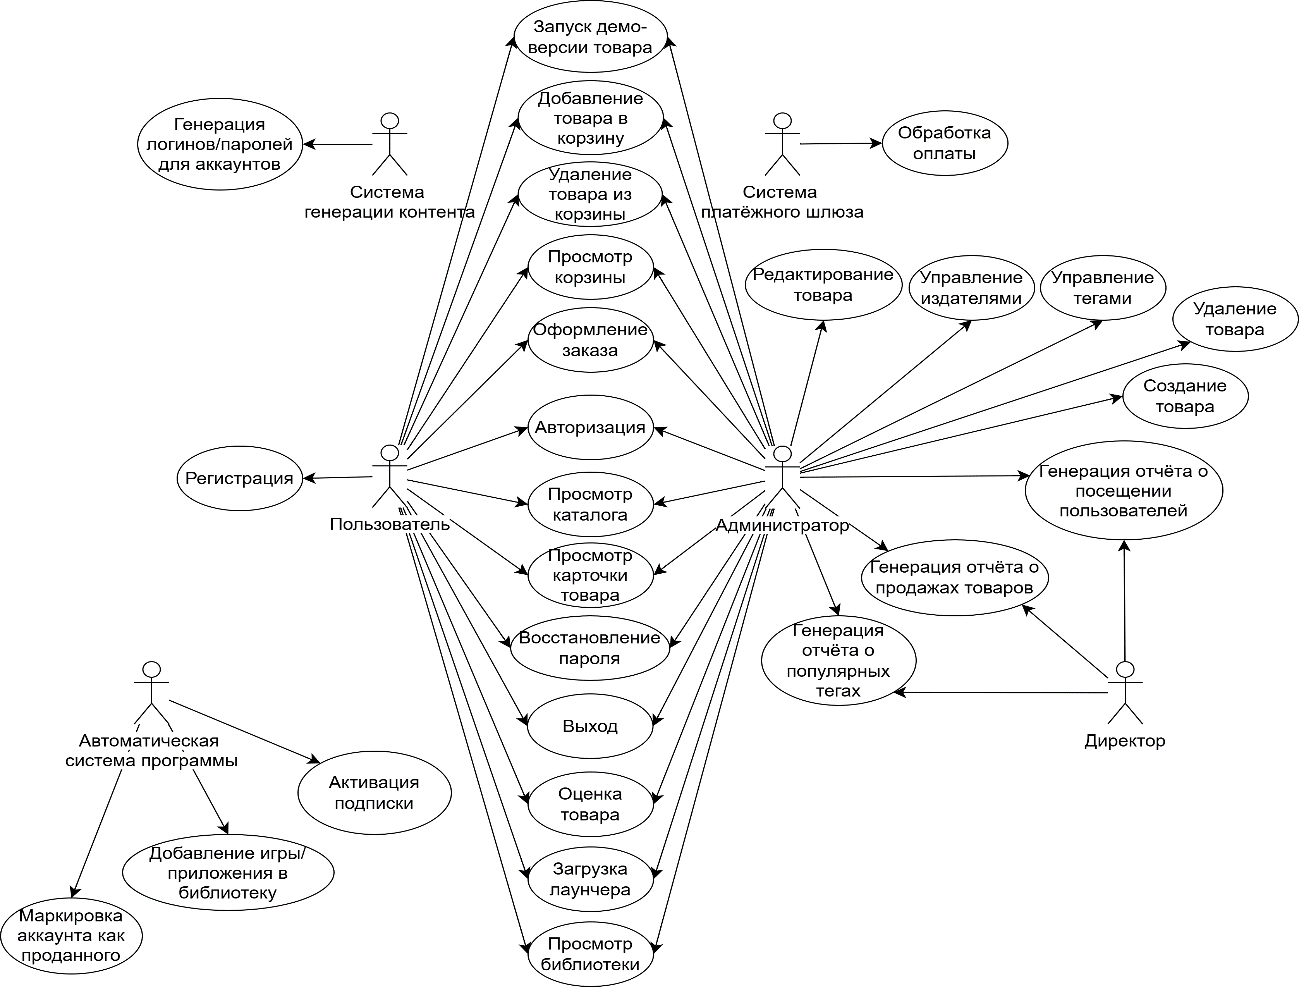 Запуск демо-
версии товара
Генерация
логинов/паролей
для аккаунтов
Система
генерации контента
Добавление
товара в
корзину
Система
платёжного шлюза
Обработка
оплаты
Удаление
товара из
корзины
Просмотр
корзины
Редактирование
товара
Управление
издателями
Управление
тегами
Удаление
товара
Оформление
заказа
Создание
товара
Авторизация
Регистрация
Пользователь
Просмотр
каталога
Администратор
Генерация отчёта о
посещении
пользователей
Просмотр
карточки
товара
Генерация отчёта о
продажах товаров
Восстановление
пароля
Генерация
отчёта о
популярных
тегах
Директор
Выход
Автоматическая
система программы
Активация
подписки
Оценка
товара
Добавление игры/
приложения в
библиотеку
Загрузка
лаунчера
Маркировка
аккаунта как
проданного
Просмотр
библиотеки